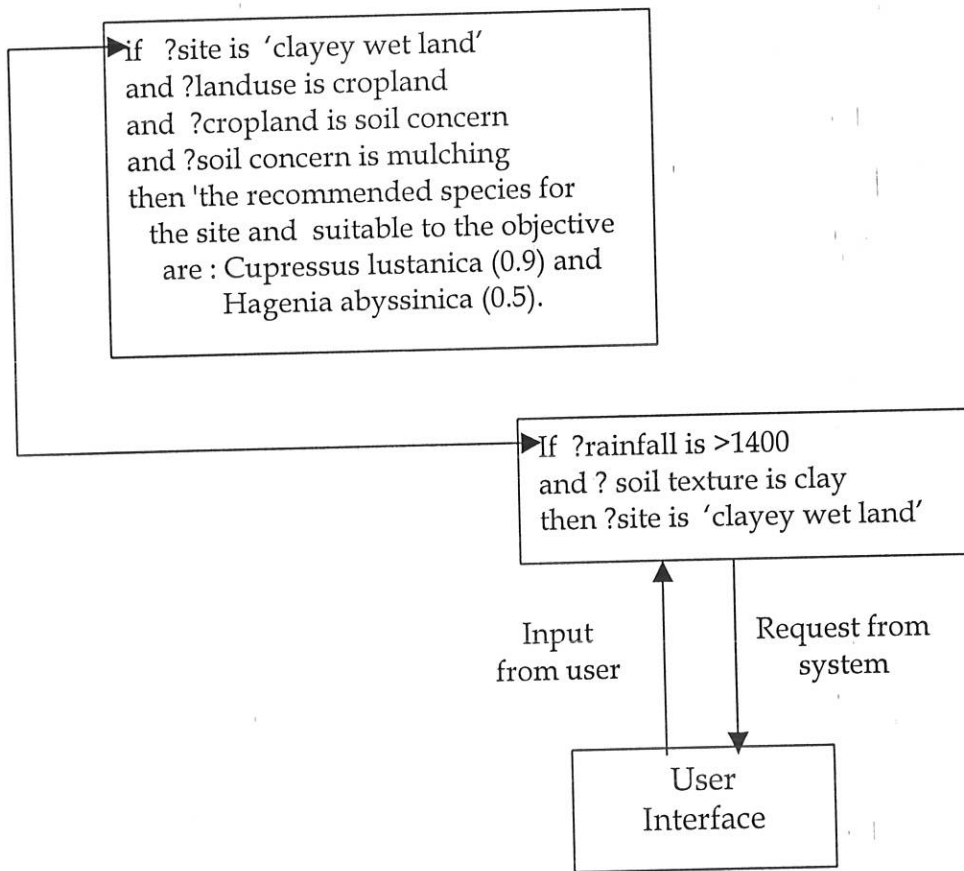 if ?site is 'clayey wet land'
and ?landuse is cropland
and ?cropland is soil concern
and ?soil concern is mulching
then 'the recommended species for
the site and suitable to the objective
are : Cupressus lustanica (0.9) and
Hagenia abyssinica (0.5).
If ?rainfall is >1400
and ? soil texture is clay
then ?site is 'clayey wet land'
Input
from user
Request from
system
User
Interface